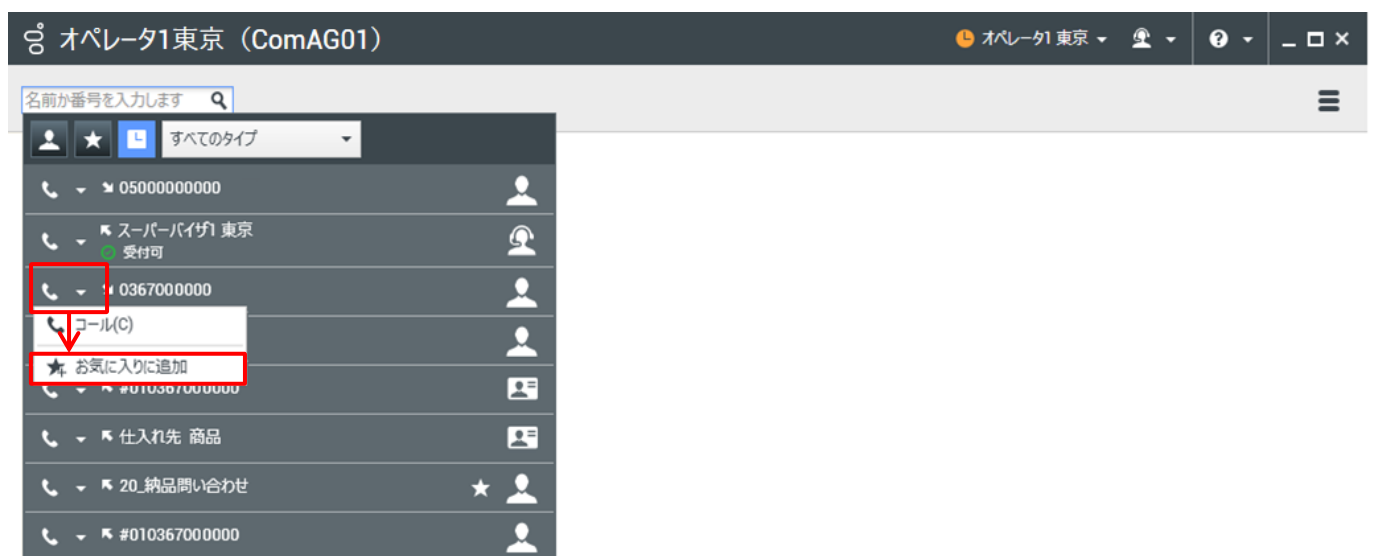 オペレータ1東京（ComAG01）
オペレータ1 東京
名前か番号を入力します
すべてのタイプ
05000000000
スーパーバイザ1 東京
受付可
0367000000
コール(C)
お気に入りに追加
#010367000000
仕入れ先 商品
20_納品問い合わせ
#010367000000